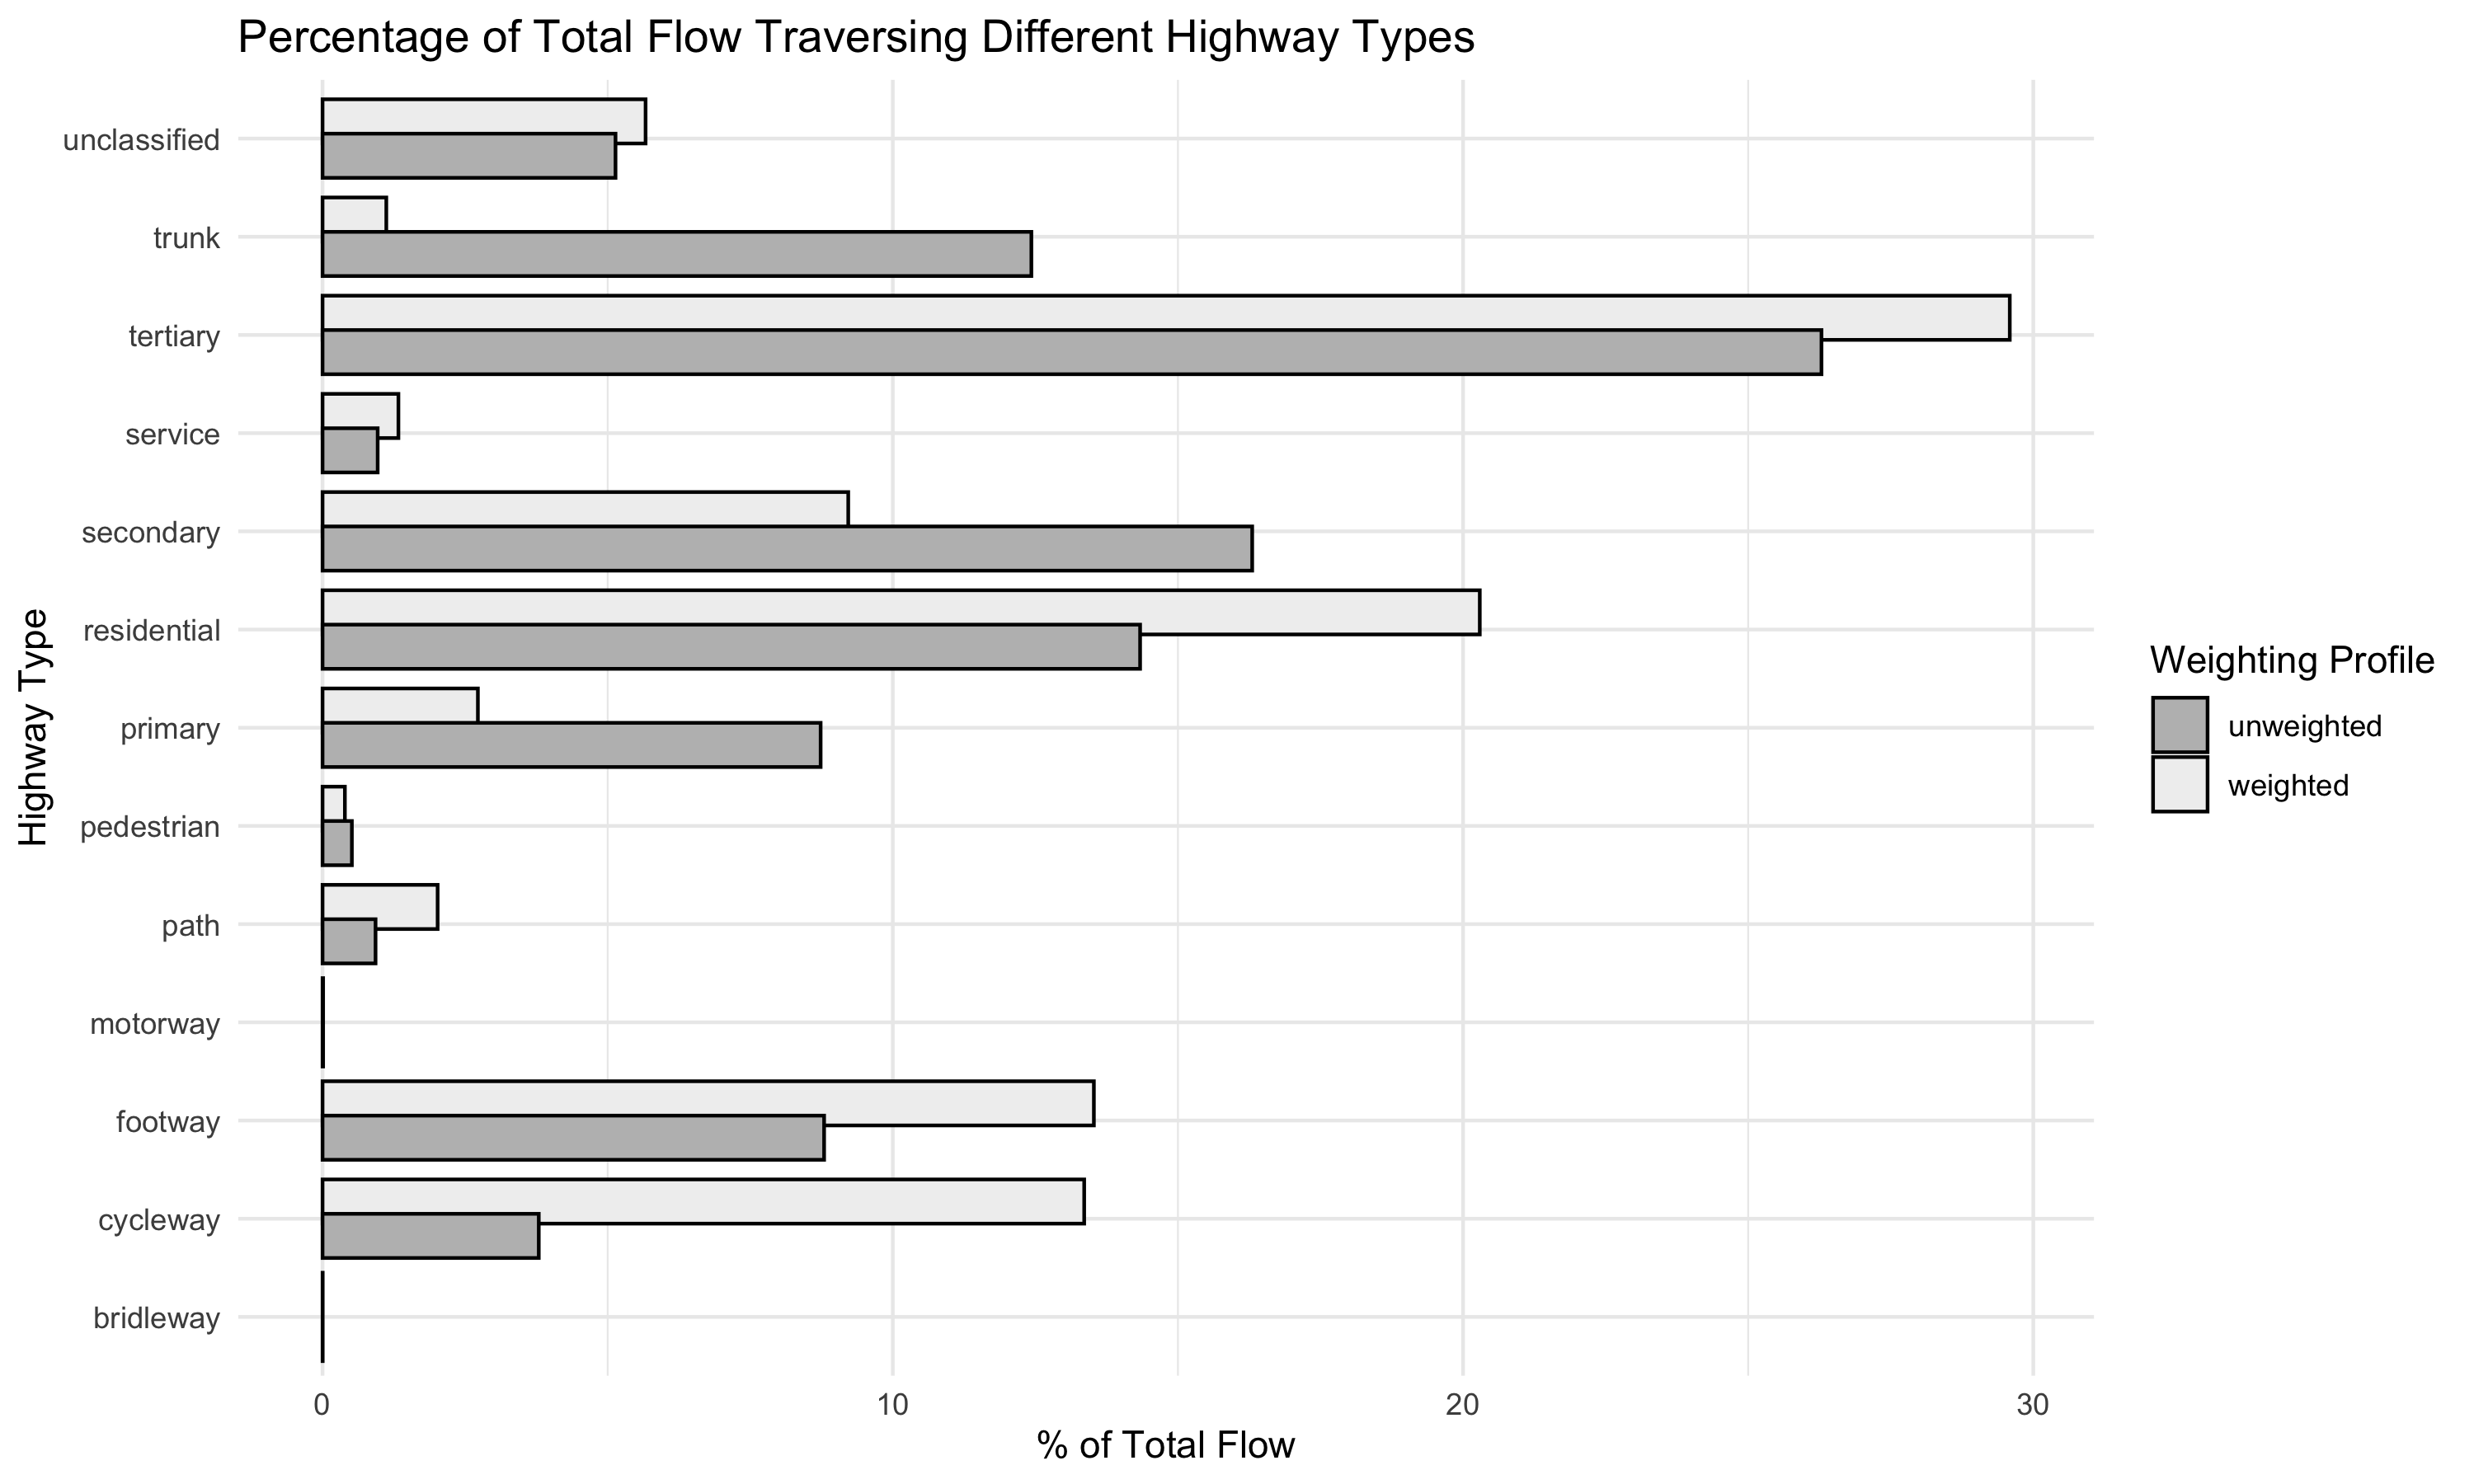 Percentage of Total Flow Traversing Different Highway Types
Highway Type
unclassified
trunk
tertiary
service
secondary
residential
primary
pedestrian
path
motorway
footway
cycleway
bridleway
0
10
20
30
% of Total Flow
Weighting Profile
unweighted
weighted